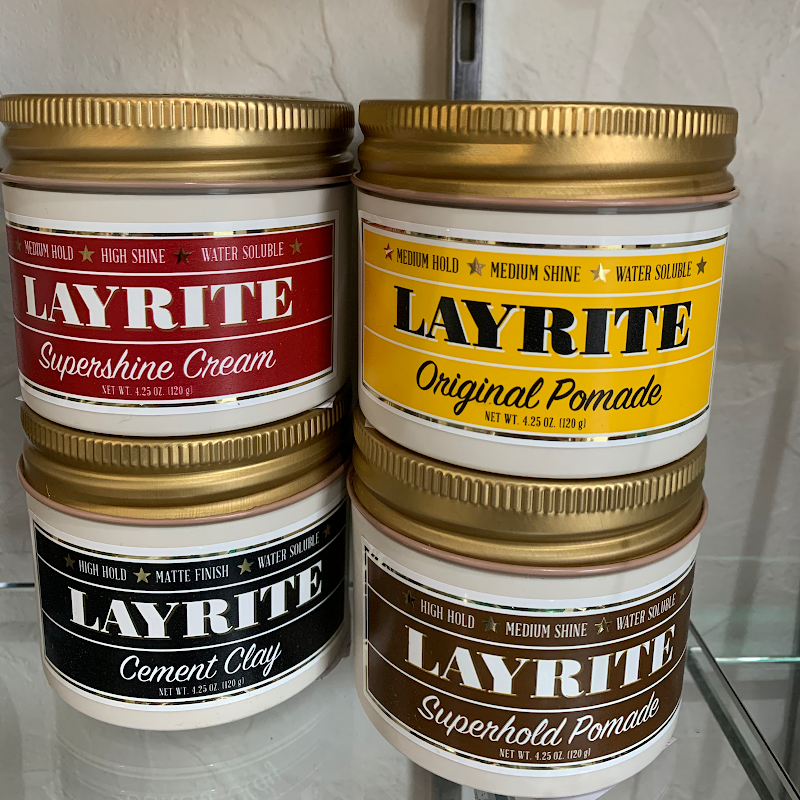 MEDIUM HOLD ★ HIGH SHINE ★ WATER SOLUBLE ★
LAYRITE
Supershine Cream
NET WT. 4.25 OZ. (120 g)
★ MEDIUM HOLD ★ MEDIUM SHINE ★ WATER SOLUBLE ★
LAYRITE
Original Pomade
NET WT. 4.25 OZ. (120 g)
★ HIGH HOLD ★ MATTE FINISH ★ WATER SOLUBLE ★
LAYRITE
Cement Clay
NET WT. 4.25 OZ. (120 g)
★ HIGH HOLD ★ MEDIUM SHINE ★ WATER SOLUBLE ★
LAYRITE
Superhold Pomade
NET WT. 4.25 OZ. (120 g)